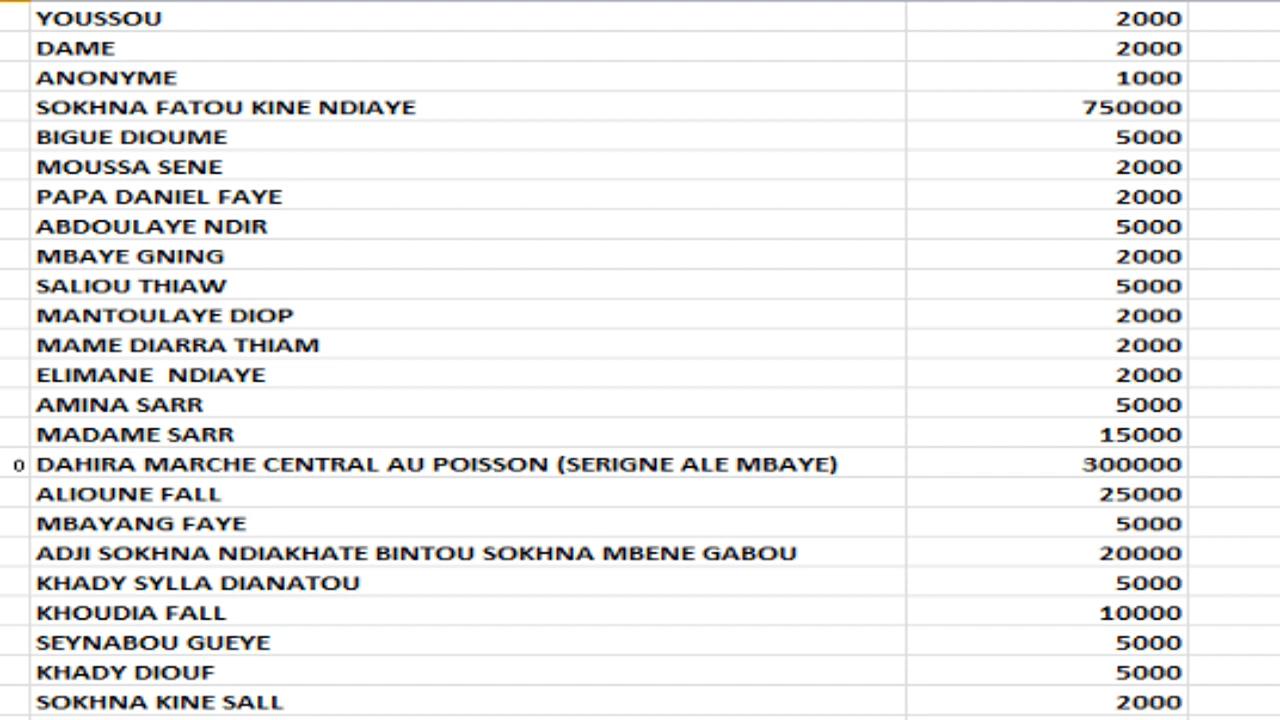 YOUSSOU 2000
DAME 2000
ANONYME 1000
SOKHNA FATOU KINE NDIAYE 750000
BIGUE DIOUME 5000
MOUSSA SENE 2000
PAPA DANIEL FAYE 2000
ABDOULAYE NDIR 5000
MBAYE GNING 2000
SALIOU THIAW 5000
MANTOULAYE DIOP 2000
MAME DIARRA THIAM 2000
ELIMANE  NDIAYE 2000
AMINA SARR 5000
MADAME SARR 15000
0 DAHIRA MARCHE CENTRAL AU POISSON (SERIGNE ALE MBAYE) 300000
ALIOUNE FALL 25000
MBAYANG FAYE 5000
ADJI SOKHNA NDIAKHATE BINTOU SOKHNA MBENE GABOU 20000
KHADY SYLLA DIANATOU 5000
KHOUDIA FALL 10000
SEYNABOU GUEYE 5000
KHADY DIOUF 5000
SOKHNA KINE SALL 2000